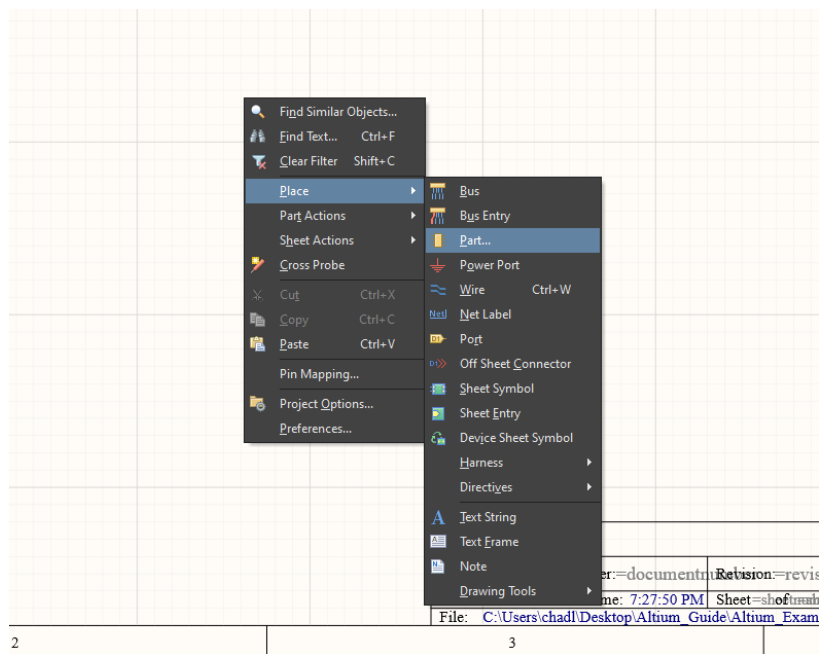 Find Similar Objects...
Find Text... Ctrl+F
Clear Filter Shift+C
Place
Part Actions
Sheet Actions
Cross Probe
Cut Ctrl+X
Copy Ctrl+C
Paste Ctrl+V
Pin Mapping...
Project Options...
Preferences...
Bus
Bus Entry
Part...
Power Port
Wire Ctrl+W
Net Label
Port
Off Sheet Connector
Sheet Symbol
Sheet Entry
Device Sheet Symbol
Harness
Directives
Text String
Text Frame
Note
Drawing Tools
Revision:=revis
7:27:50 PM Sheet
File: C:\Users\chadl\Desktop\Altium_Guide\Altium_Exam
2 3